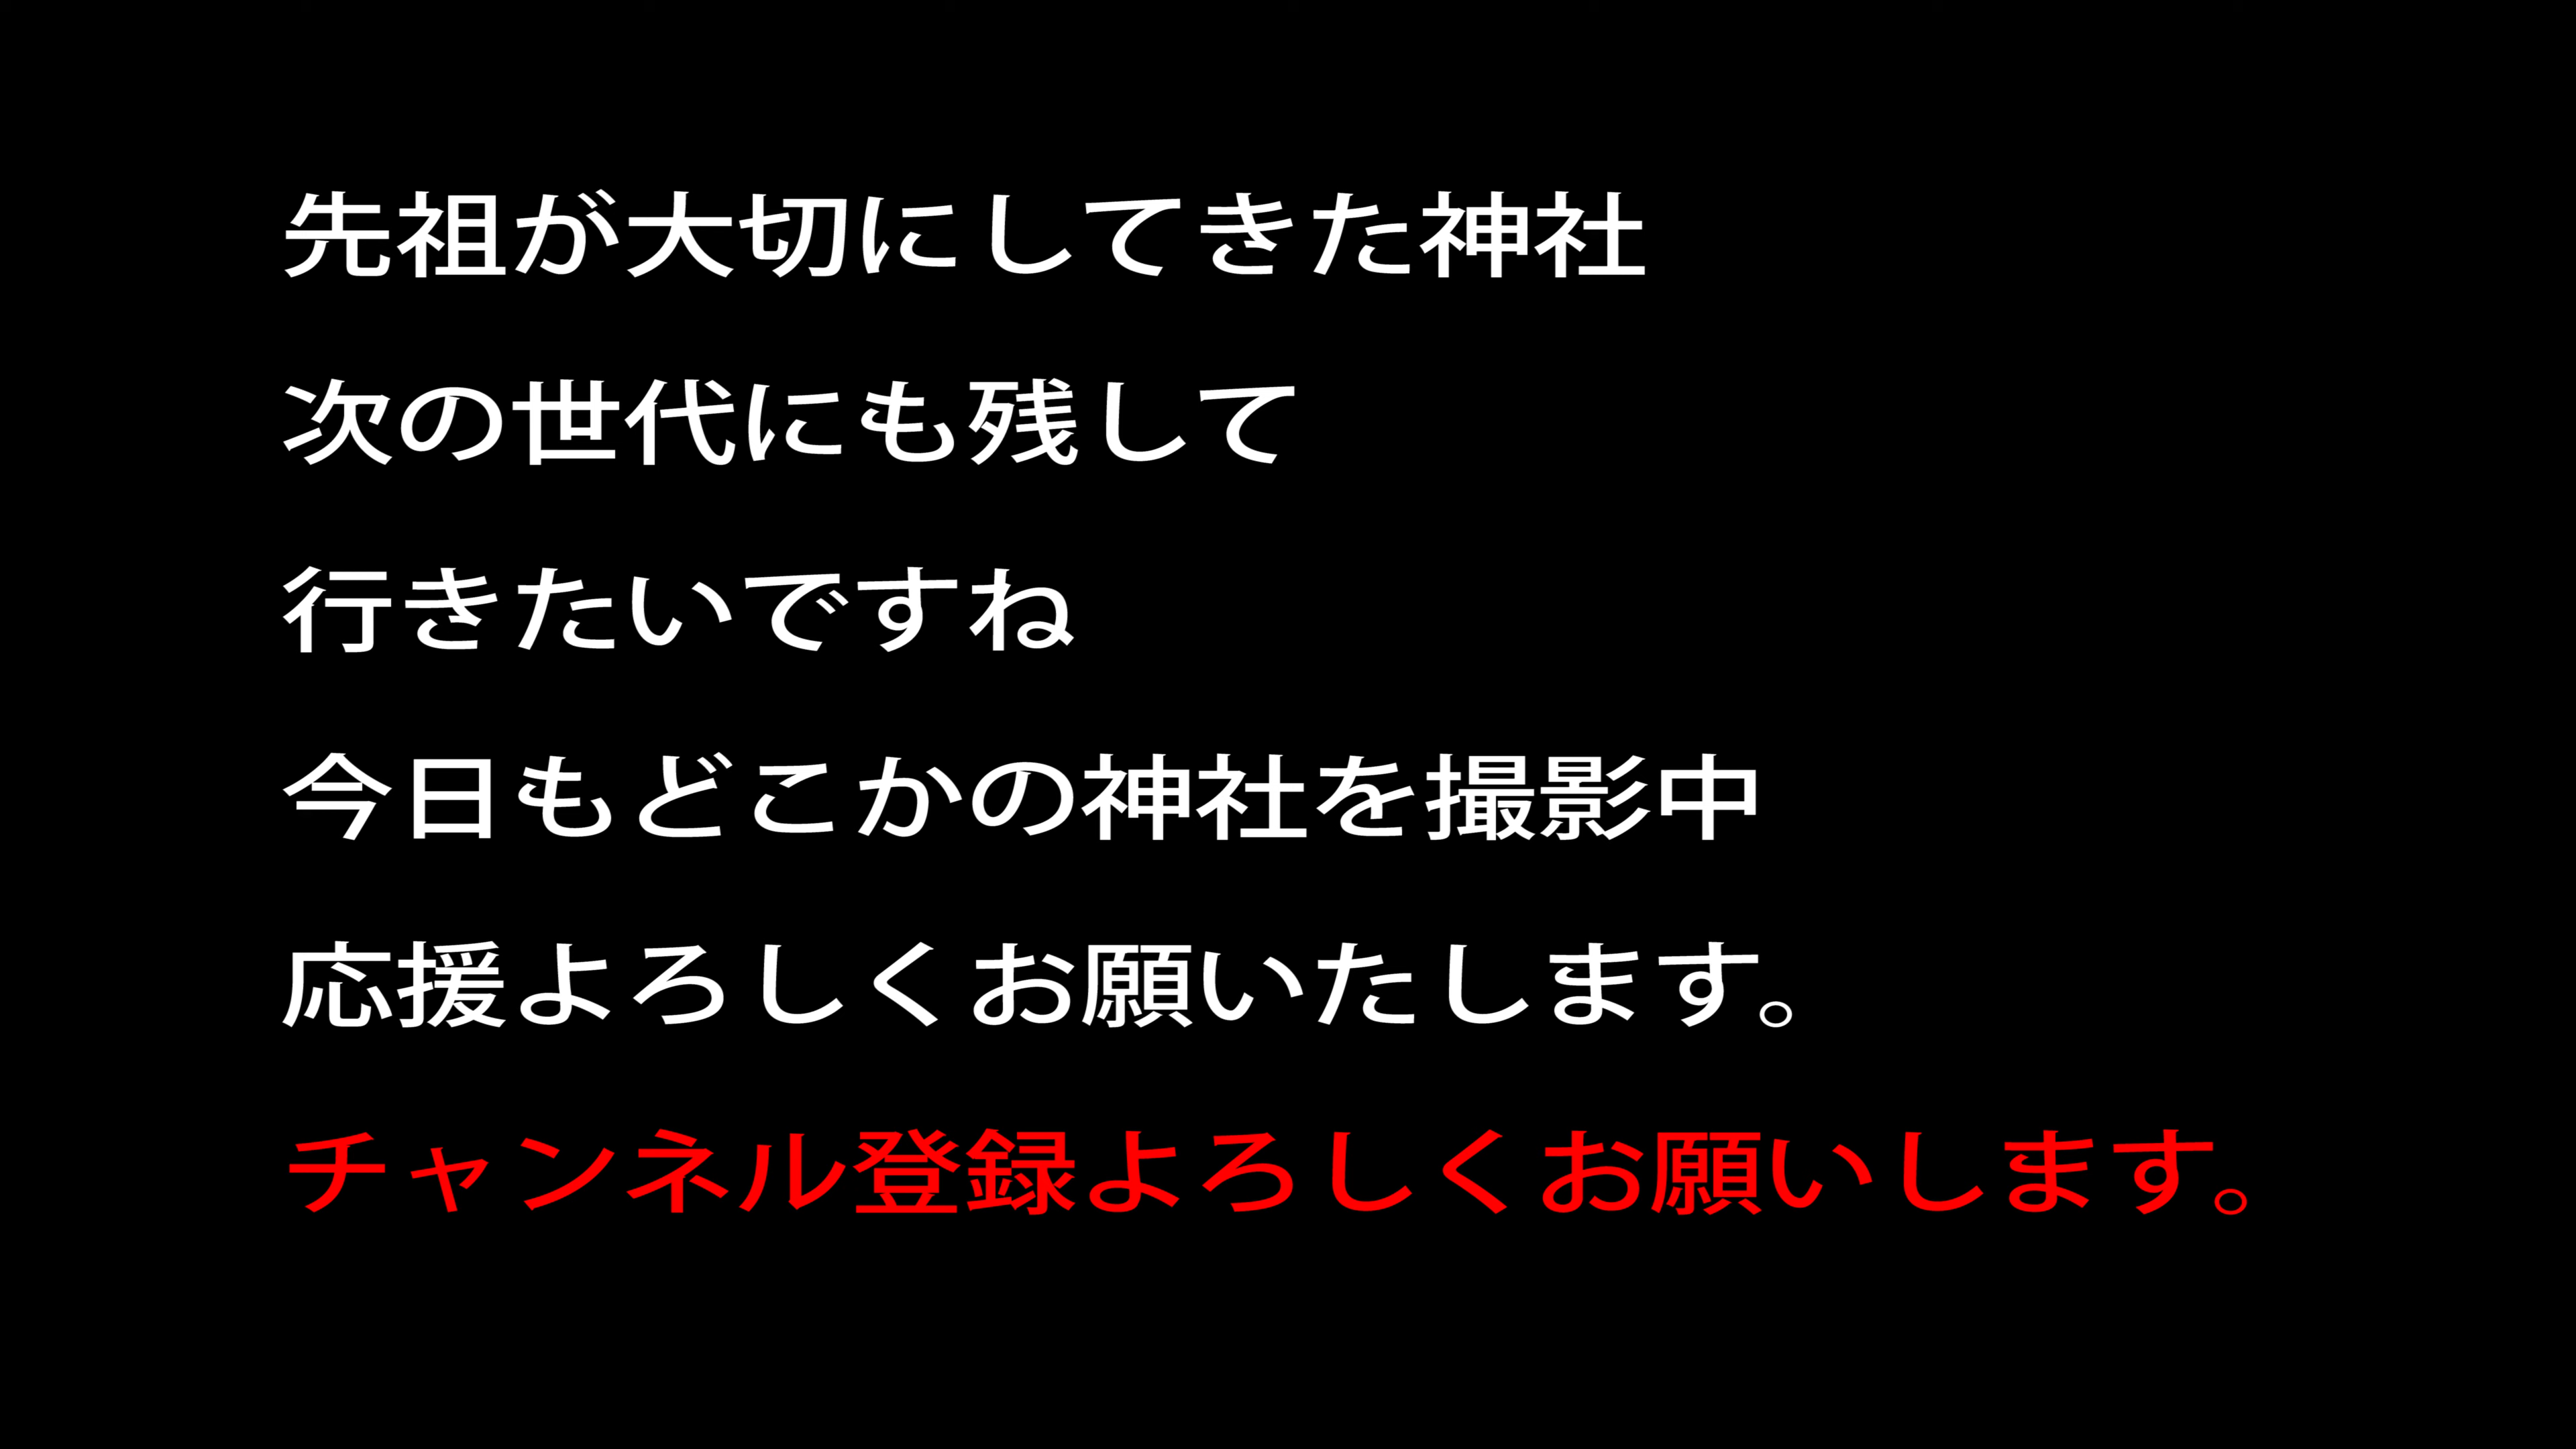 先祖が大切にしてきた神社
次の世代にも残して
行きたいですね
今日もどこかの神社を撮影中
応援よろしくお願いたします。
チャンネル登録よろしくお願いします。